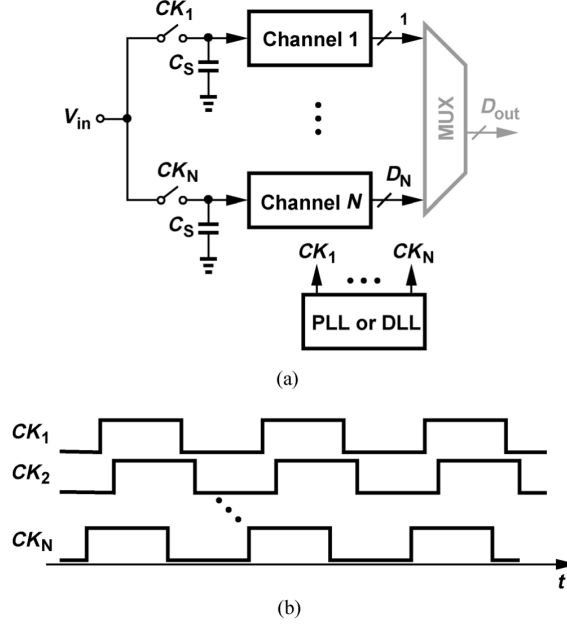 CK1
Channel 1
1
CS
Vin
MUX
Dout
CKN
Channel N
DN
CS
CK1
CKN
PLL or DLL
(a)
CK1
CK2
CKN
t
(b)